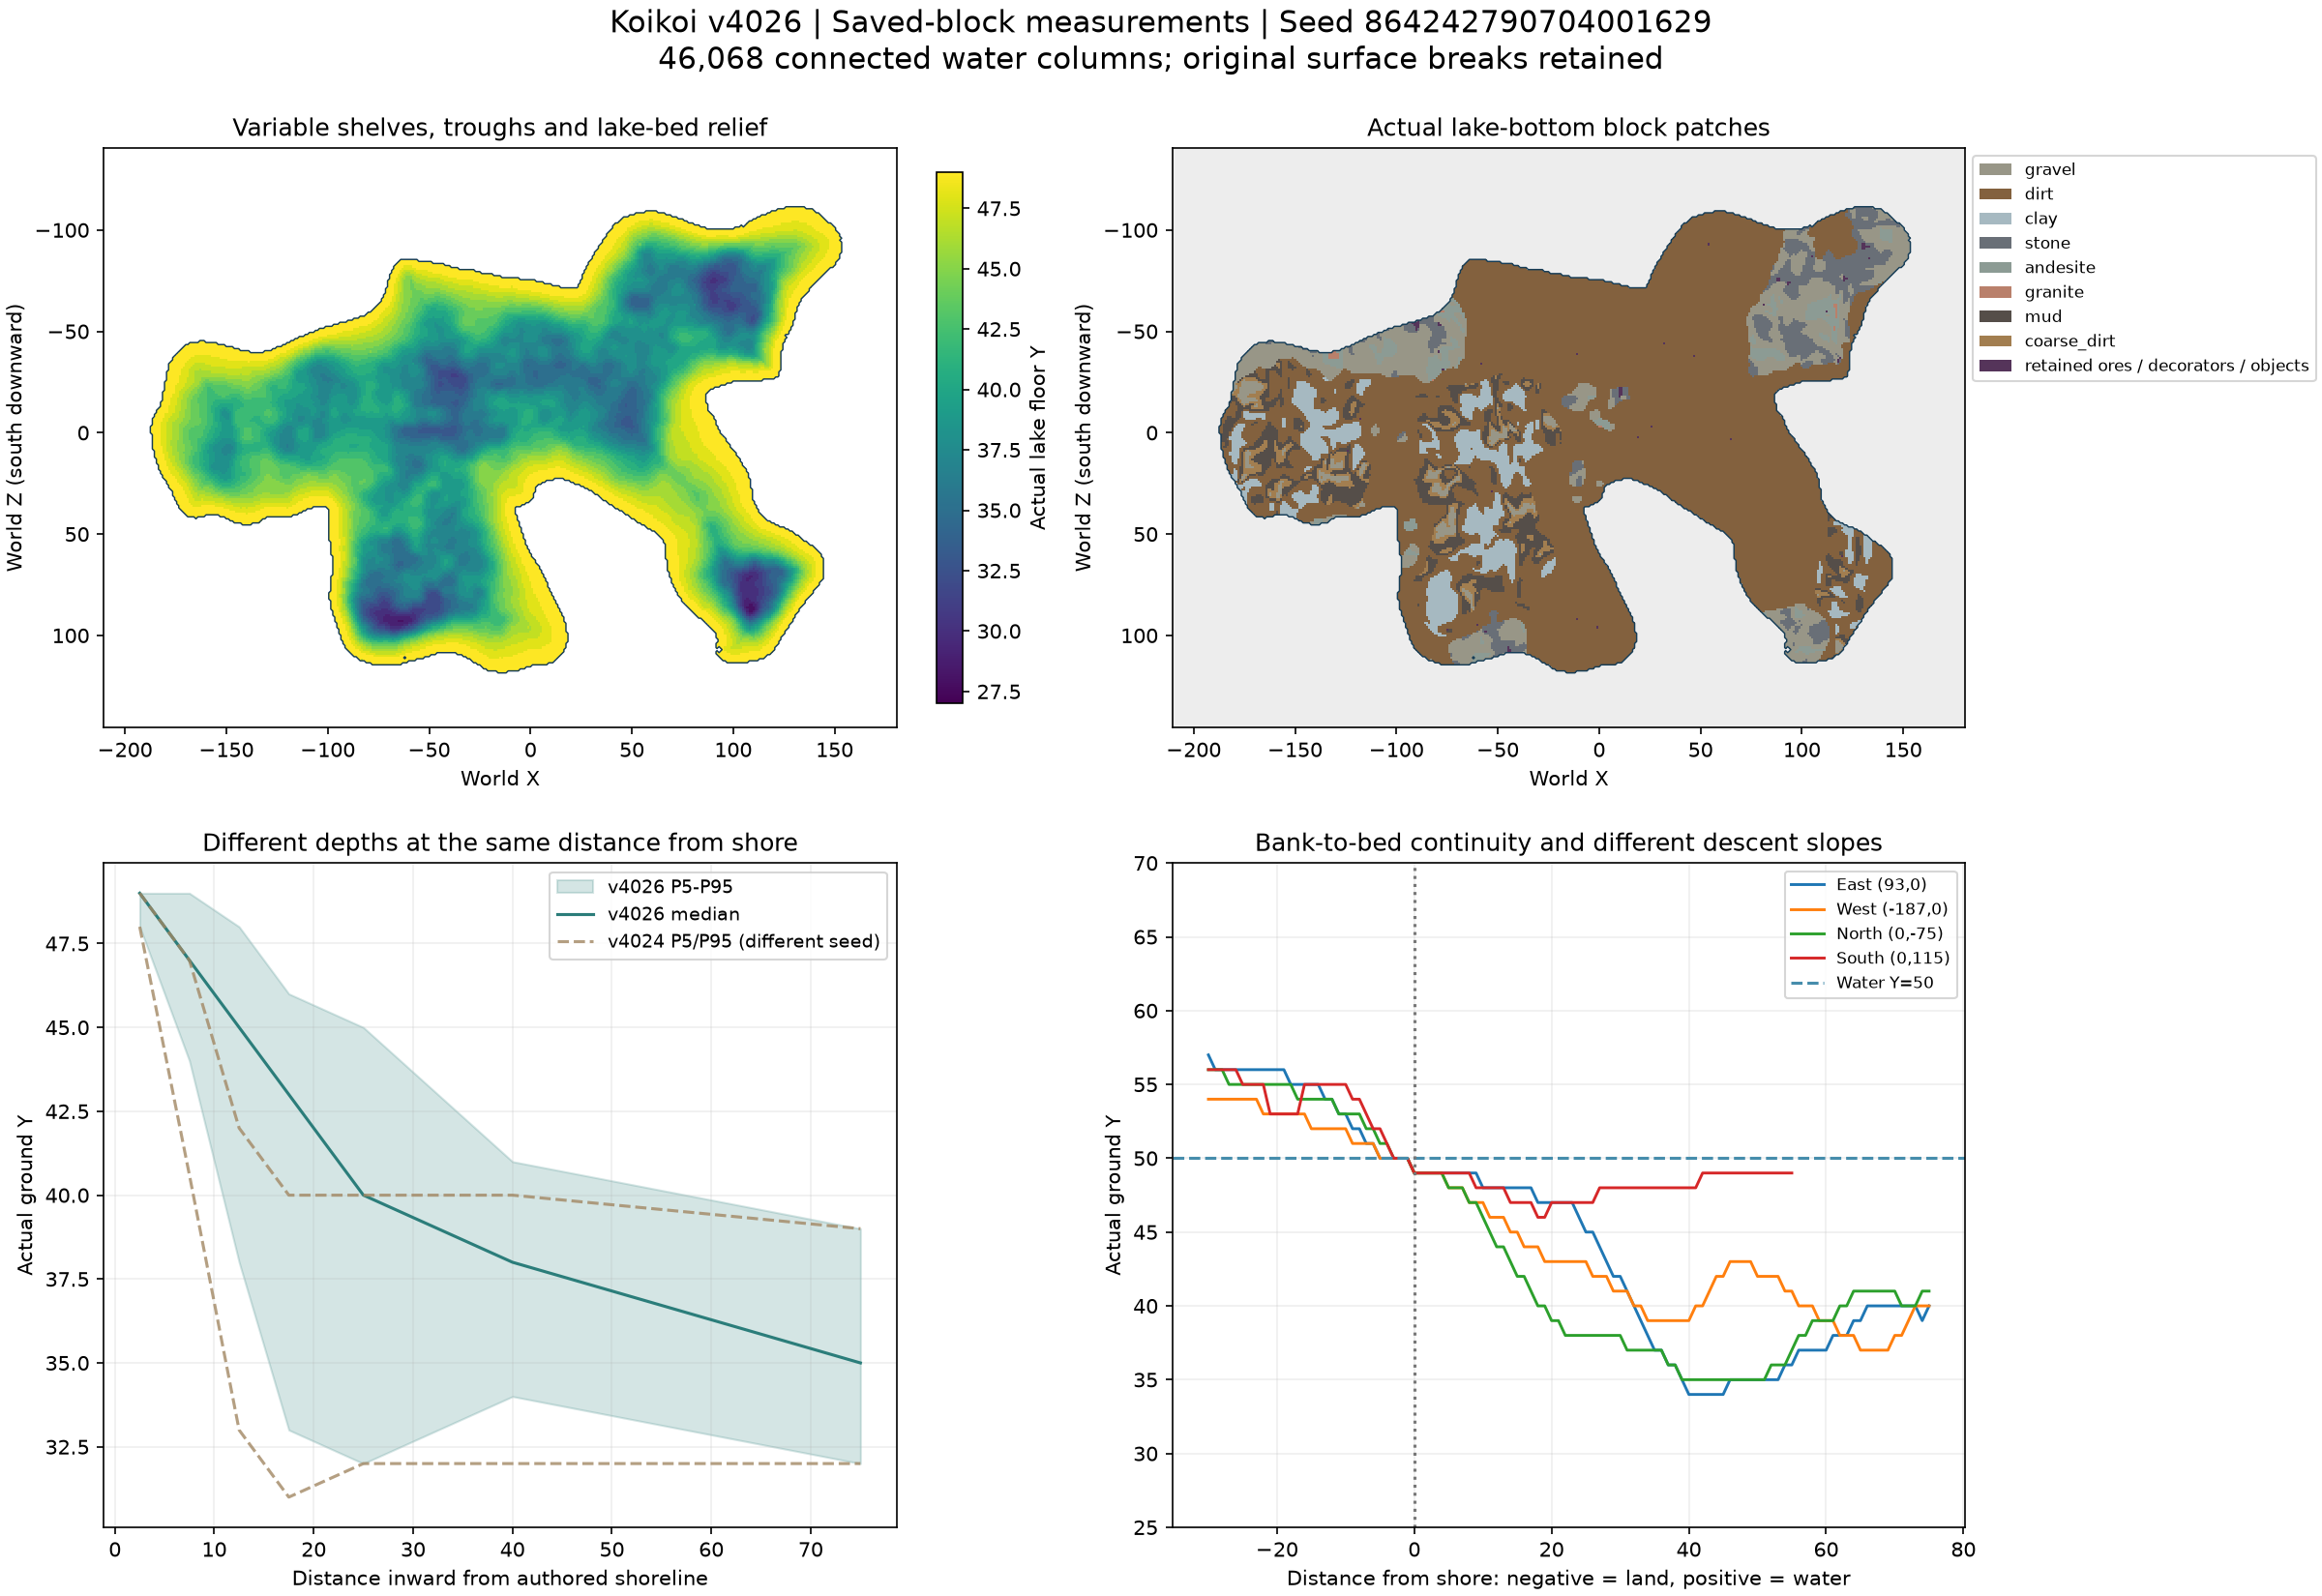 Koikoi v4026 | Saved-block measurements | Seed 864242790704001629
46,068 connected water columns; original surface breaks retained
Variable shelves, troughs and lake-bed relief
World Z (south downward)
−100
−50
0
50
100
−200
−150
−100
−50
0
50
100
150
World X
47.5
45.0
42.5
40.0
37.5
35.0
32.5
30.0
27.5
Actual lake floor Y
Actual lake-bottom block patches
World Z (south downward)
−100
−50
0
50
100
−200
−150
−100
−50
0
50
100
150
World X
gravel
dirt
clay
stone
andesite
granite
mud
coarse_dirt
retained ores / decorators / objects
Different depths at the same distance from shore
Actual ground Y
47.5
45.0
42.5
40.0
37.5
35.0
32.5
0
10
20
30
40
50
60
70
Distance inward from authored shoreline
v4026 P5-P95
v4026 median
v4024 P5/P95 (different seed)
Bank-to-bed continuity and different descent slopes
Actual ground Y
70
65
60
55
50
45
40
35
30
25
−20
0
20
40
60
80
Distance from shore: negative = land, positive = water
East (93,0)
West (-187,0)
North (0,-75)
South (0,115)
Water Y=50